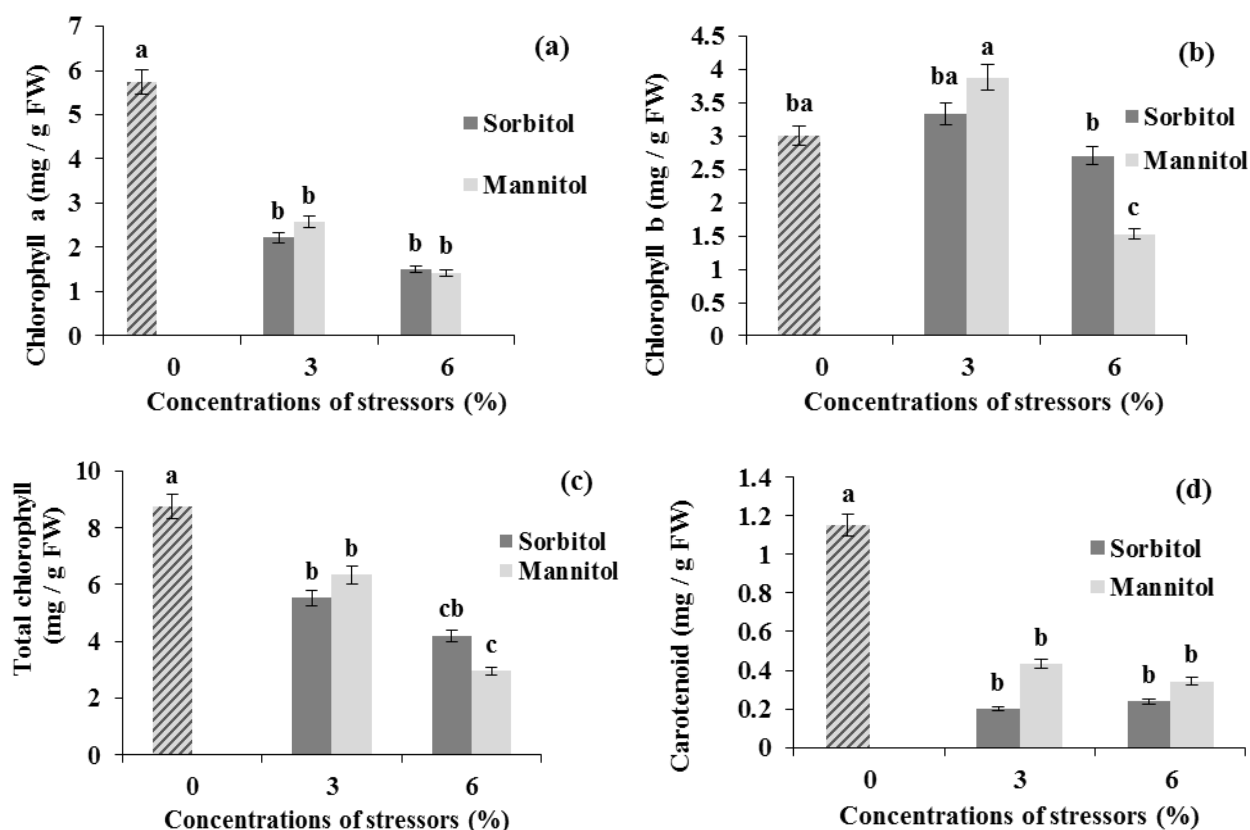 (a)
Chlorophyll a (mg / g FW)
7
6
5
4
3
2
1
0
a
b
b
b
b
Sorbitol
Mannitol
0
3
6
Concentrations of stressors (%)
(b)
Chlorophyll b (mg / g FW)
4.5
4
3.5
3
2.5
2
1.5
1
0.5
0
ba
ba
a
b
c
Sorbitol
Mannitol
0
3
6
Concentrations of stressors (%)
(c)
Total chlorophyll
(mg / g FW)
10
8
6
4
2
0
a
b
b
cb
c
Sorbitol
Mannitol
0
3
6
Concentrations of stressors (%)
(d)
Carotenoid (mg / g FW)
1.4
1.2
1
0.8
0.6
0.4
0.2
0
a
b
b
b
b
Sorbitol
Mannitol
0
3
6
Concentrations of stressors (%)